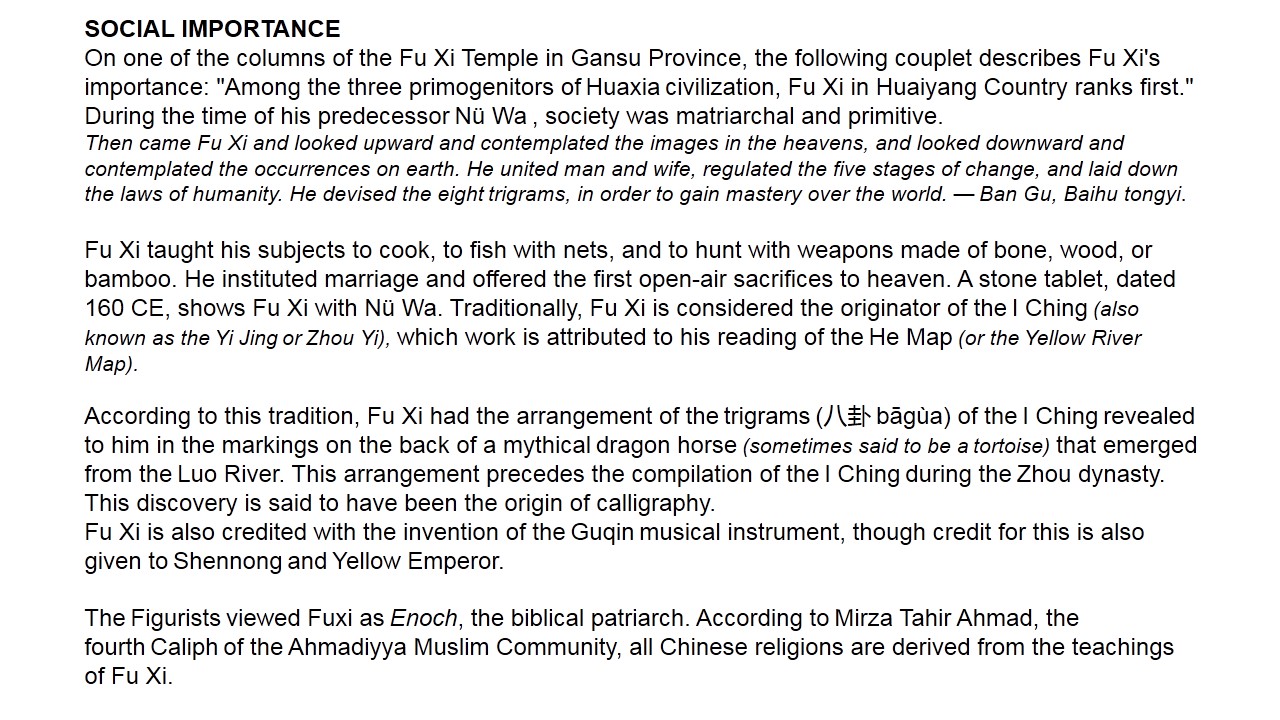 SOCIAL IMPORTANCE
On one of the columns of the Fu Xi Temple in Gansu Province, the following couplet describes Fu Xi's
importance: "Among the three primogenitors of Huaxia civilization, Fu Xi in Huaiyang Country ranks first."
During the time of his predecessor Nü Wa , society was matriarchal and primitive.
Then came Fu Xi and looked upward and contemplated the images in the heavens, and looked downward and
contemplated the occurrences on earth. He united man and wife, regulated the five stages of change, and laid down
the laws of humanity. He devised the eight trigrams, in order to gain mastery over the world. — Ban Gu, Baihu tongyi.
Fu Xi taught his subjects to cook, to fish with nets, and to hunt with weapons made of bone, wood, or
bamboo. He instituted marriage and offered the first open-air sacrifices to heaven. A stone tablet, dated
160 CE, shows Fu Xi with Nü Wa. Traditionally, Fu Xi is considered the originator of the I Ching (also
known as the Yi Jing or Zhou Yi), which work is attributed to his reading of the He Map (or the Yellow River
Map).
According to this tradition, Fu Xi had the arrangement of the trigrams (八卦 bāgùa) of the I Ching revealed
to him in the markings on the back of a mythical dragon horse (sometimes said to be a tortoise) that emerged
from the Luo River. This arrangement precedes the compilation of the I Ching during the Zhou dynasty.
This discovery is said to have been the origin of calligraphy.
Fu Xi is also credited with the invention of the Guqin musical instrument, though credit for this is also
given to Shennong and Yellow Emperor.
The Figurists viewed Fuxi as Enoch, the biblical patriarch. According to Mirza Tahir Ahmad, the
fourth Caliph of the Ahmadiyya Muslim Community, all Chinese religions are derived from the teachings
of Fu Xi.